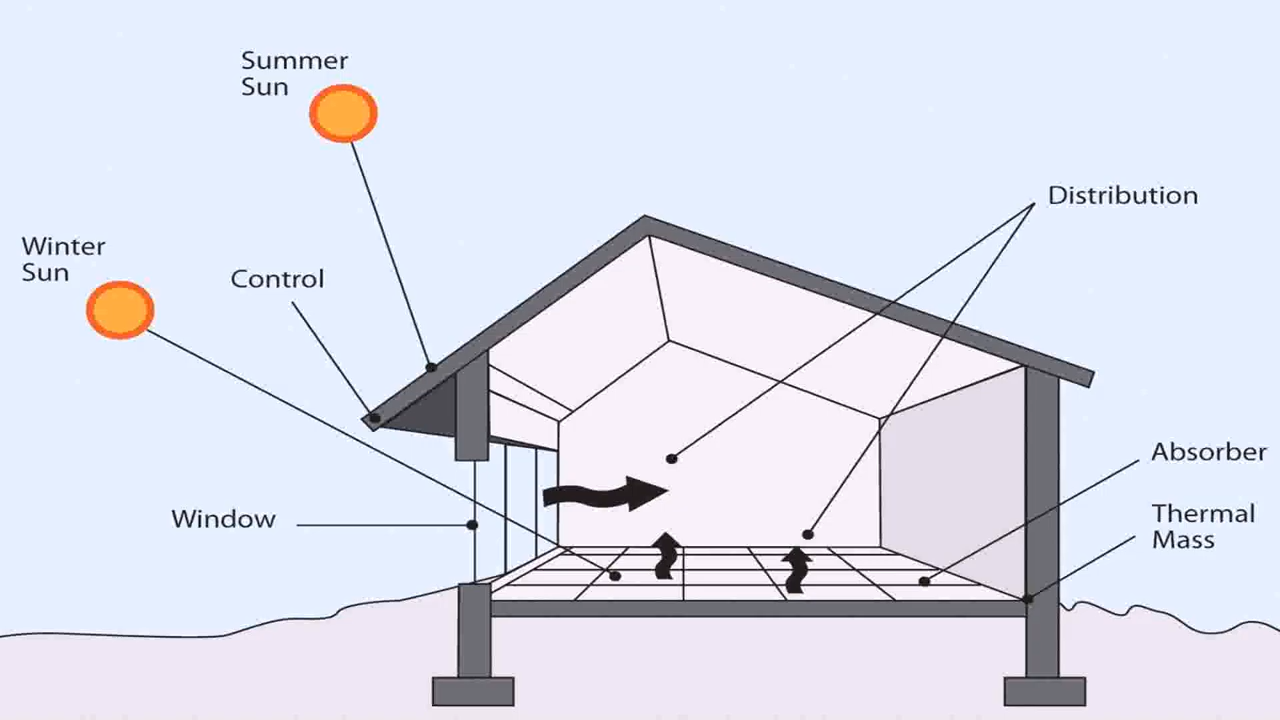 Summer
Sun
Distribution
Winter
Sun
Control
Absorber
Window
Thermal
Mass